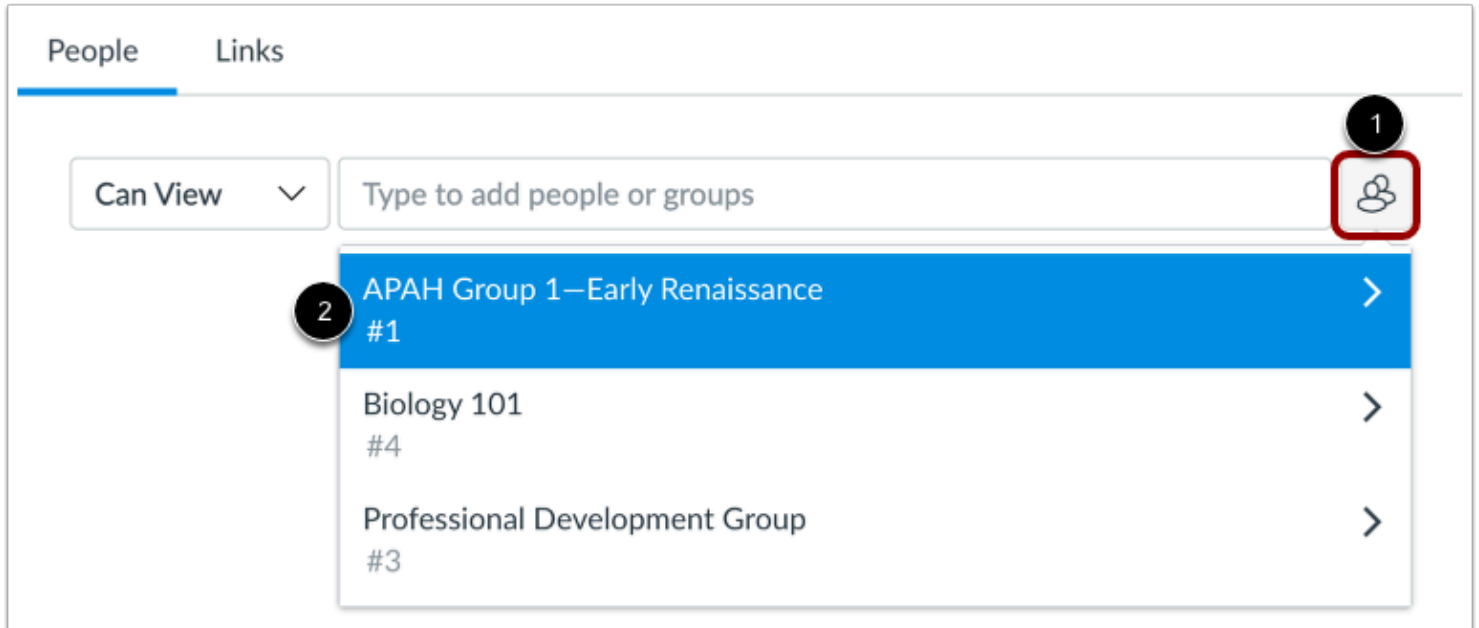 People Links
1
Can View Type to add people or groups
APAH Group 1—Early Renaissance
2
#1
Biology 101
#4
Professional Development Group
#3